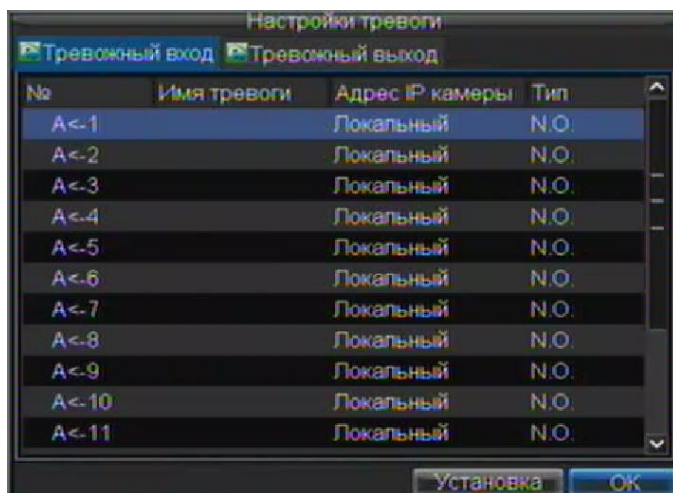 Настройки тревоги
Тревожный вход Тревожный выход
№ Имя тревоги Адрес IP камеры Тип
A<-1 Локальный N.O.
A<-2 Локальный N.O.
A<-3 Локальный N.O.
A<-4 Локальный N.O.
A<-5 Локальный N.O.
A<-6 Локальный N.O.
A<-7 Локальный N.O.
A<-8 Локальный N.O.
A<-9 Локальный N.O.
A<-10 Локальный N.O.
A<-11 Локальный N.O.
Установка OK